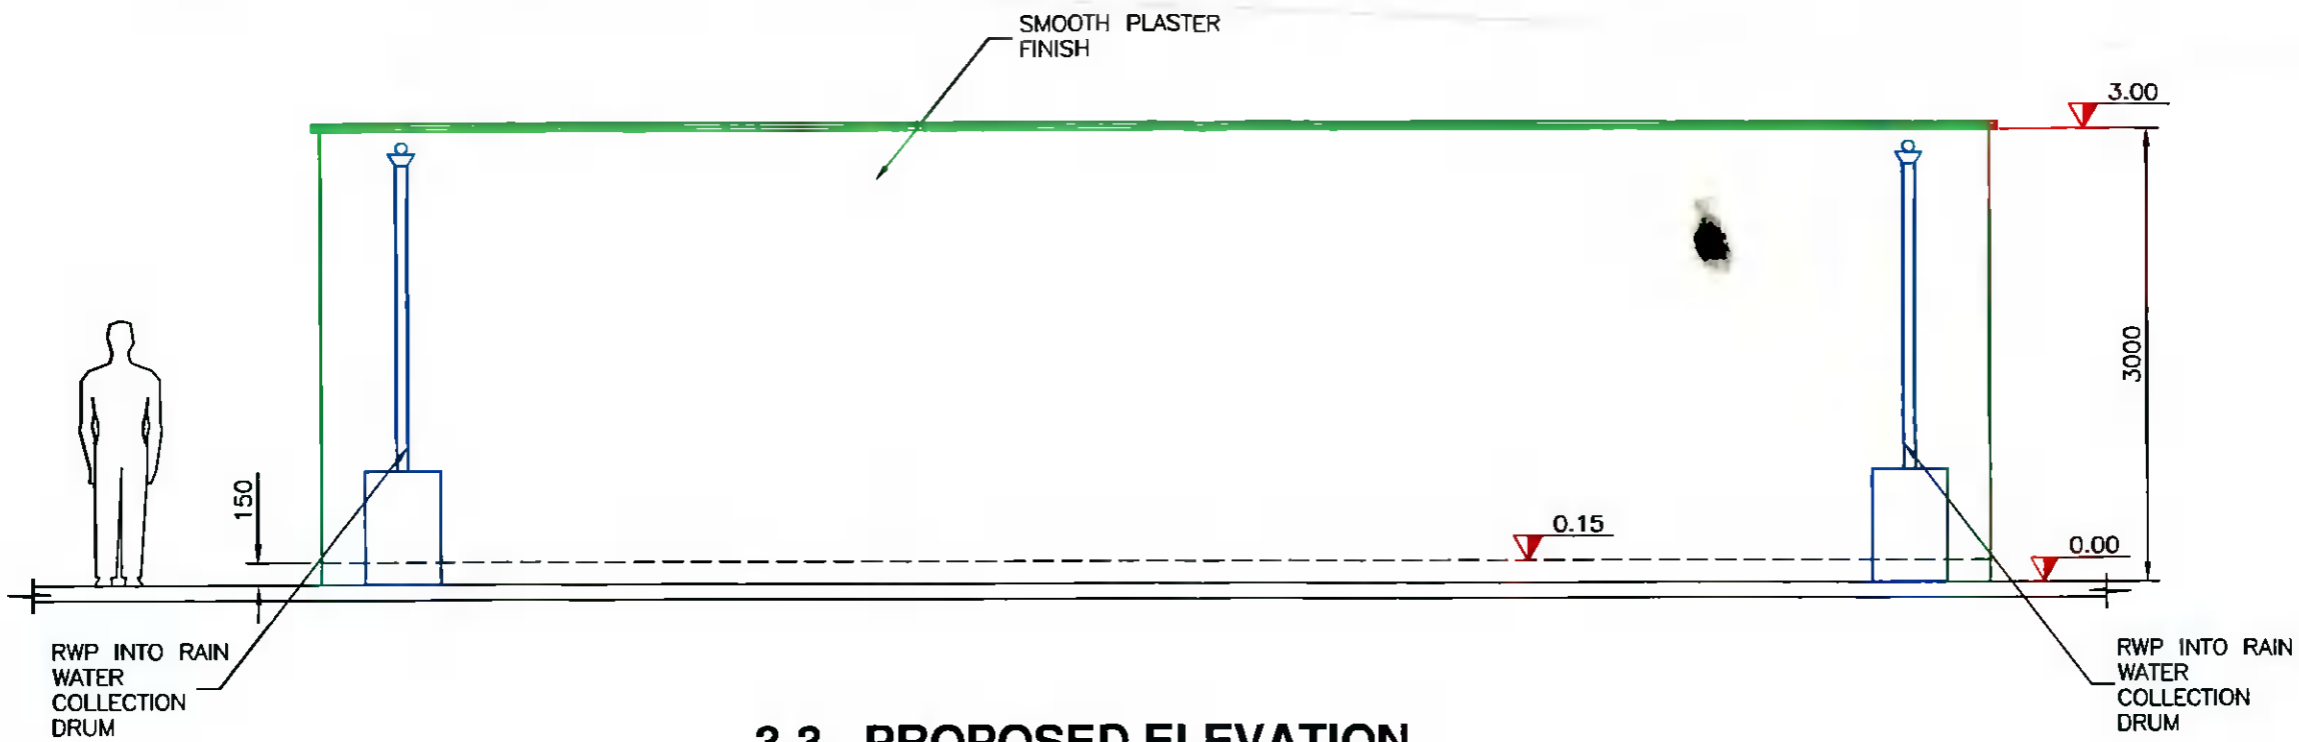 SMOOTH PLASTER
FINISH
3.00
3000
150
0.15
0.00
RWP INTO RAIN
WATER
COLLECTION
DRUM
RWP INTO RAIN
WATER
COLLECTION
DRUM
PROPOSED ELEVATION